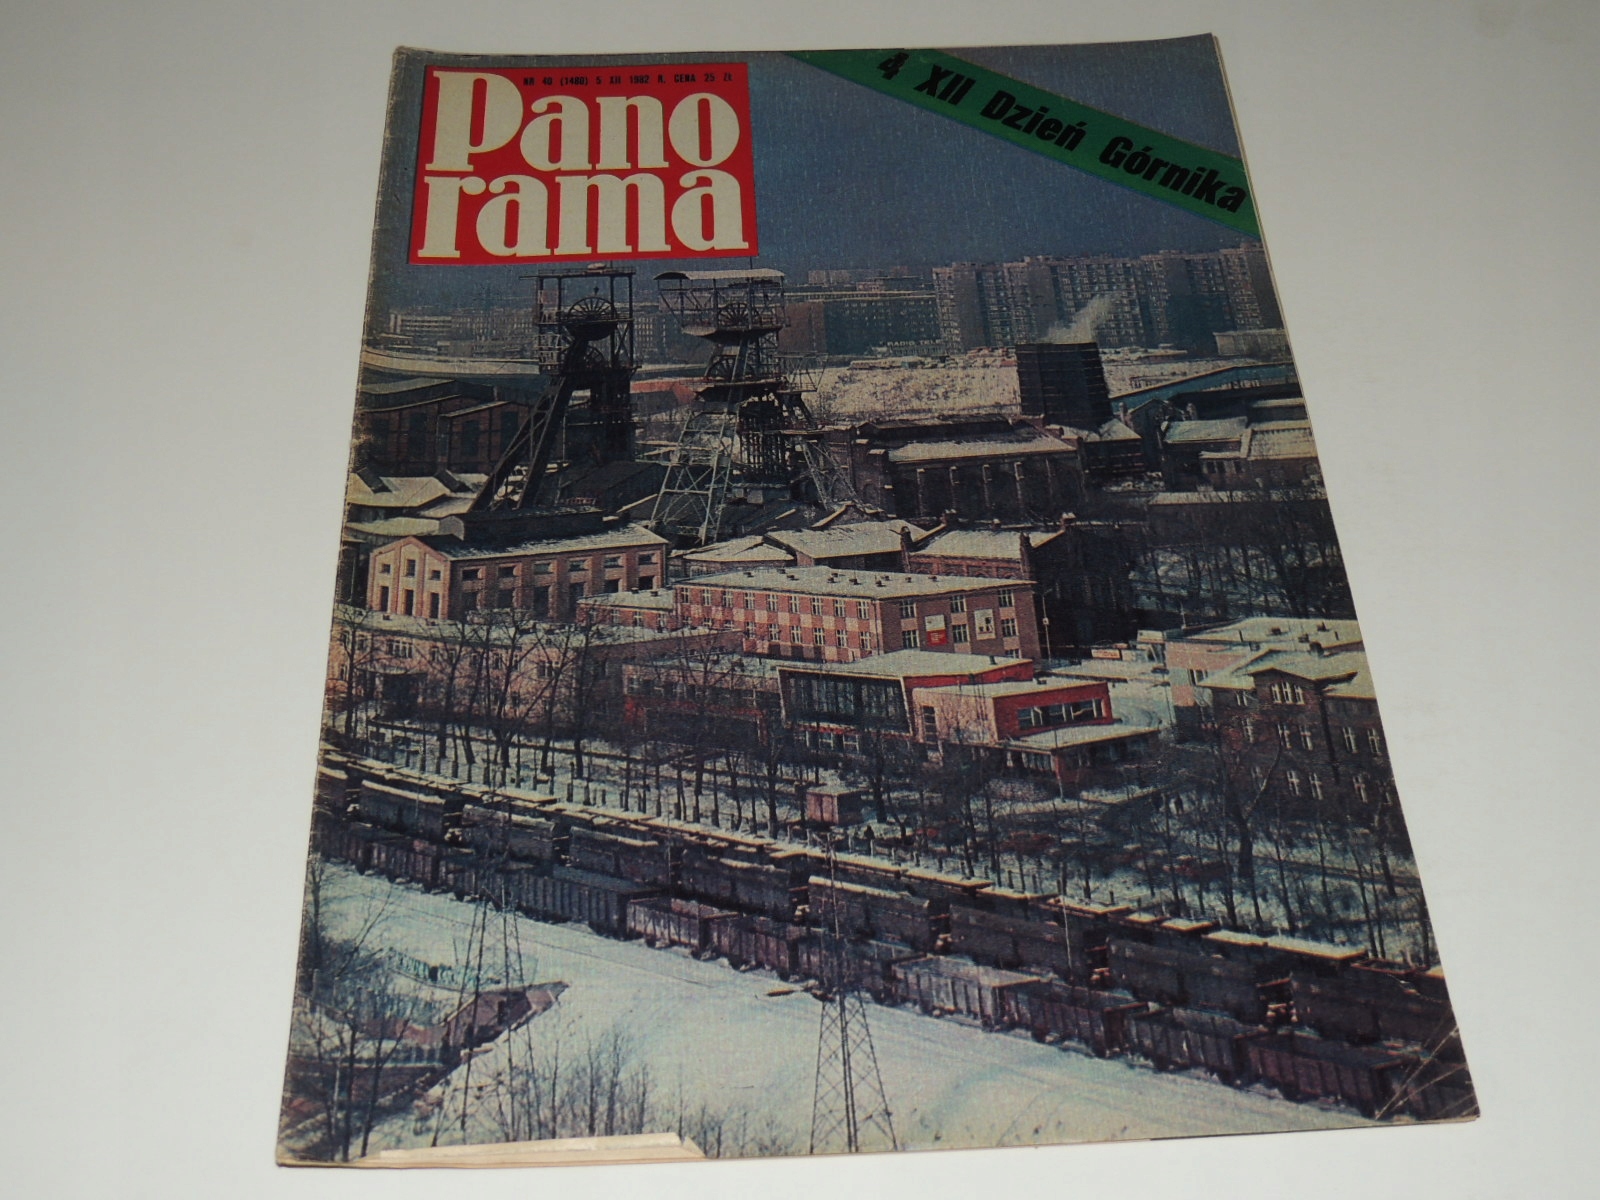 NR 40 (1480) 5 XII 1982 R. CENA 25 ZŁ
Pano
rama
4 XII Dzień Górnika